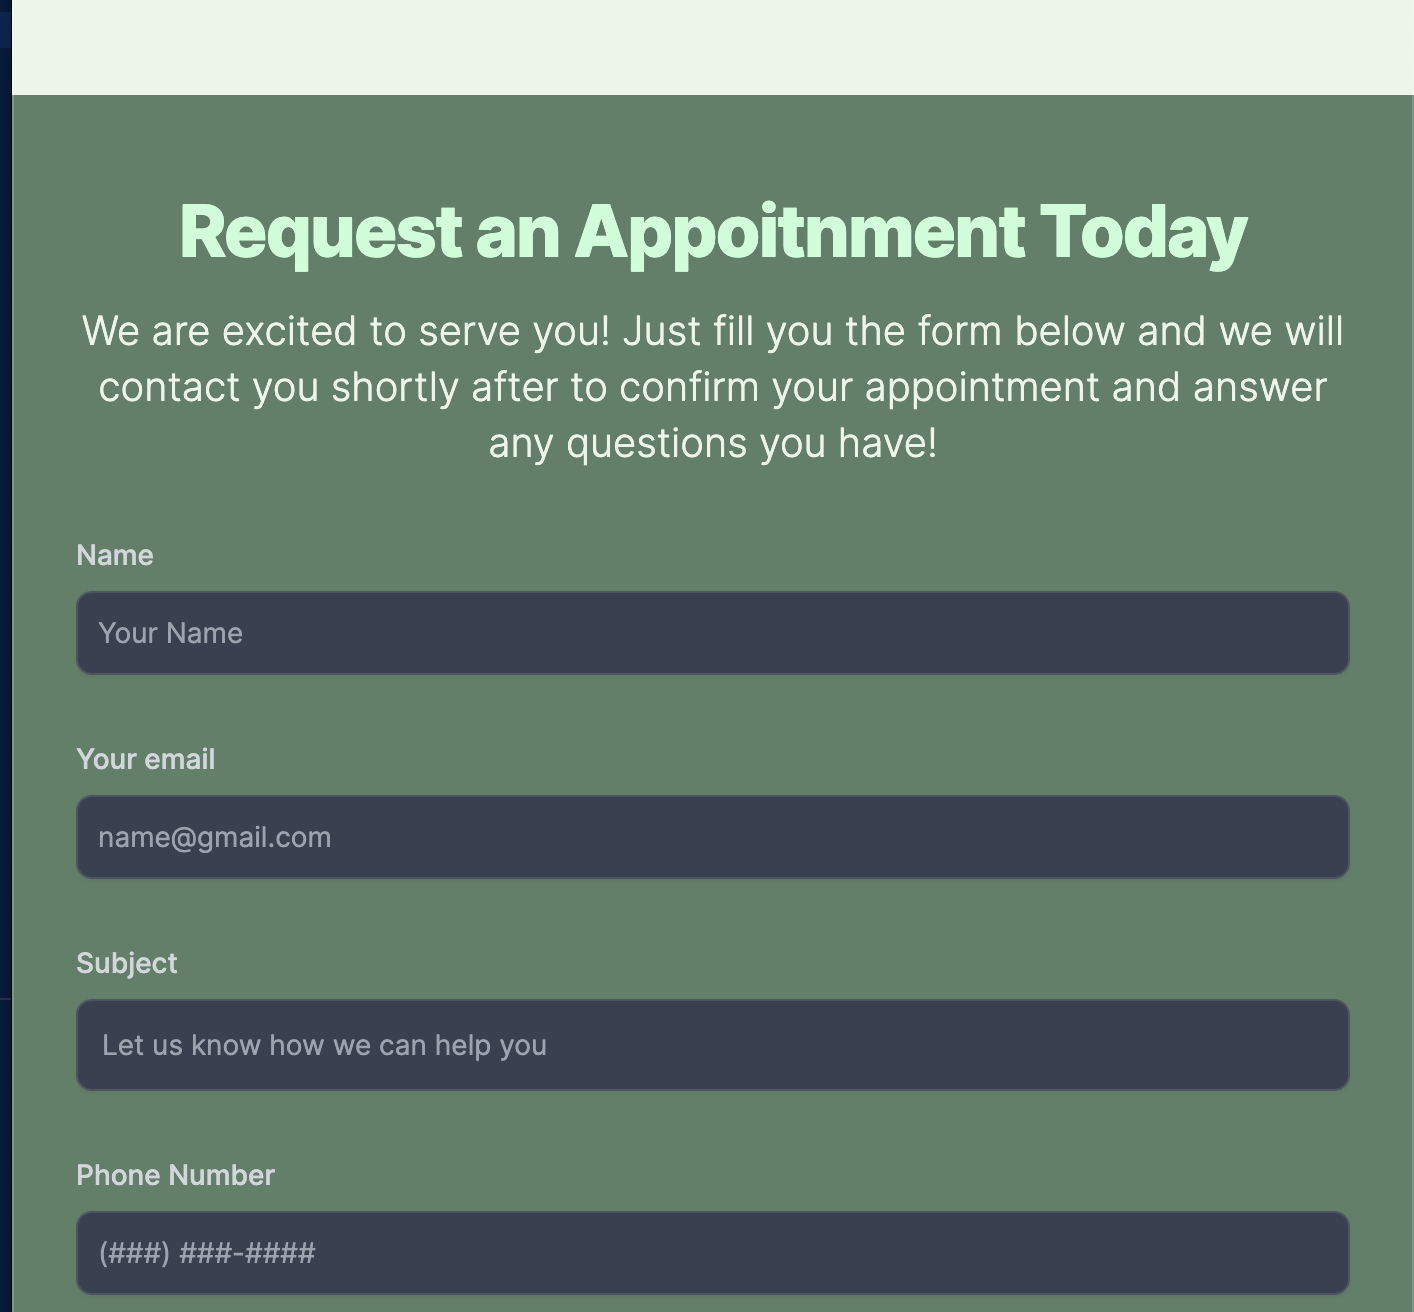 Request an Appoitnment Today
We are excited to serve you! Just fill you the form below and we will
contact you shortly after to confirm your appointment and answer
any questions you have!
Name
Your Name
Your email
name@gmail.com
Subject
Let us know how we can help you
Phone Number
(###) ###-####